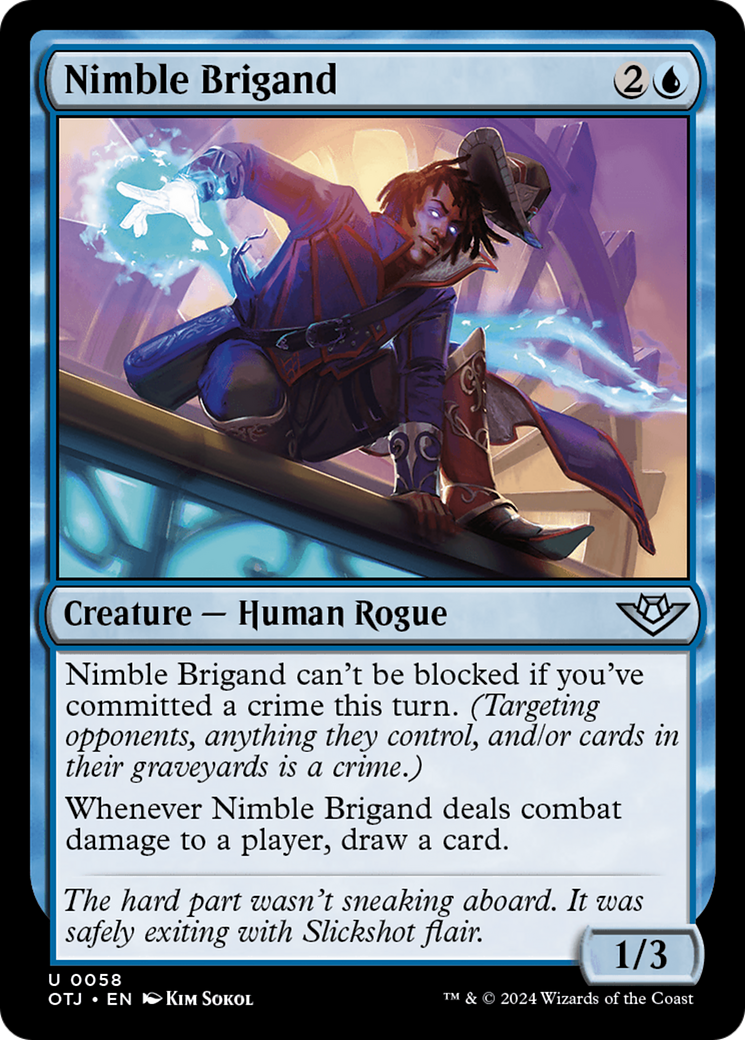 Nimble Brigand 2
Creature — Human Rogue
Nimble Brigand can't be blocked if you've
committed a crime this turn. (Targeting
opponents, anything they control, and/or cards in
their graveyards is a crime.)
Whenever Nimble Brigand deals combat
damage to a player, draw a card.
The hard part wasn't sneaking aboard. It was
safely exiting with Slickshot flair.
1/3
U 0058
OTJ • EN Kim Sokol ™ & © 2024 Wizards of the Coast